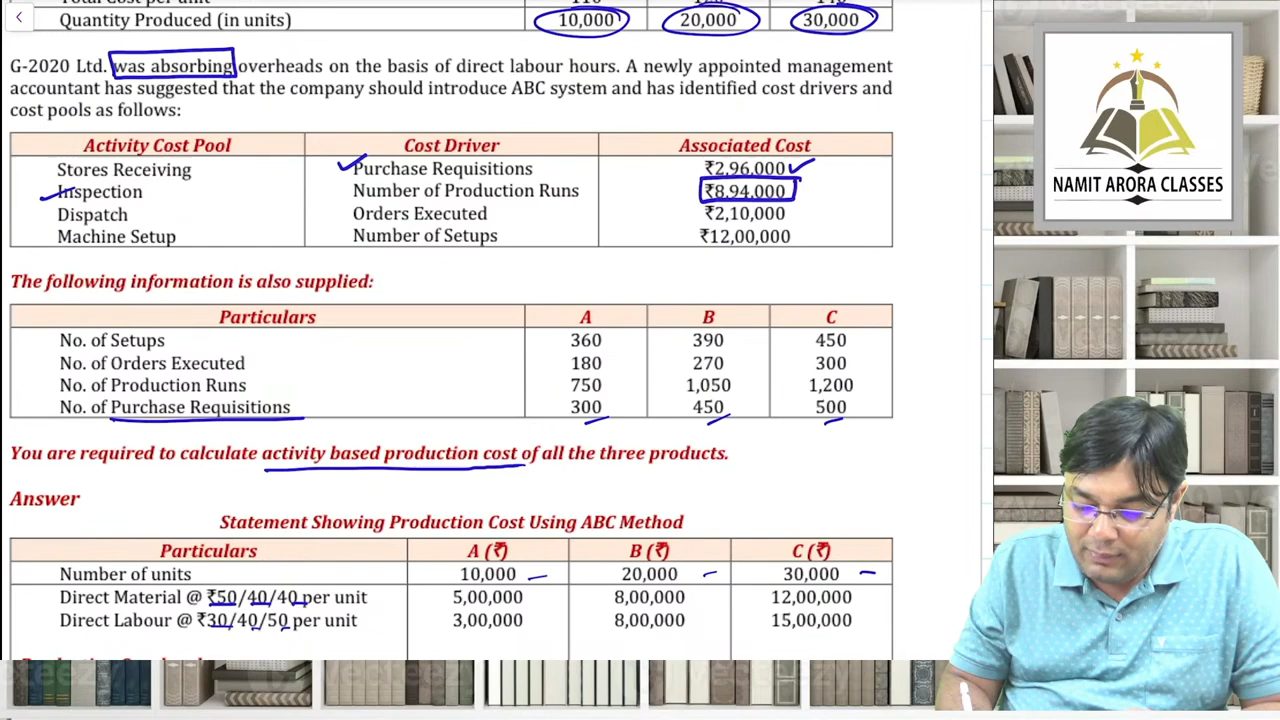 Quantity Produced (in units) 10,000 20,000 30,000
G-2020 Ltd. was absorbing overheads on the basis of direct labour hours. A newly appointed management
accountant has suggested that the company should introduce ABC system and has identified cost drivers and
cost pools as follows:
Activity Cost Pool Cost Driver Associated Cost
Stores Receiving Purchase Requisitions ₹2,96,000
Inspection Number of Production Runs ₹8,94,000
Dispatch Orders Executed ₹2,10,000
Machine Setup Number of Setups ₹12,00,000
The following information is also supplied:
Particulars A B C
No. of Setups 360 390 450
No. of Orders Executed 180 270 300
No. of Production Runs 750 1,050 1,200
No. of Purchase Requisitions 300 450 500
You are required to calculate activity based production cost of all the three products.
Answer
Statement Showing Production Cost Using ABC Method
Particulars A (₹) B (₹) C (₹)
Number of units 10,000 20,000 30,000
Direct Material @ ₹50/40/40 per unit 5,00,000 8,00,000 12,00,000
Direct Labour @ ₹30/40/50 per unit 3,00,000 8,00,000 15,00,000
NAMIT ARORA CLASSES